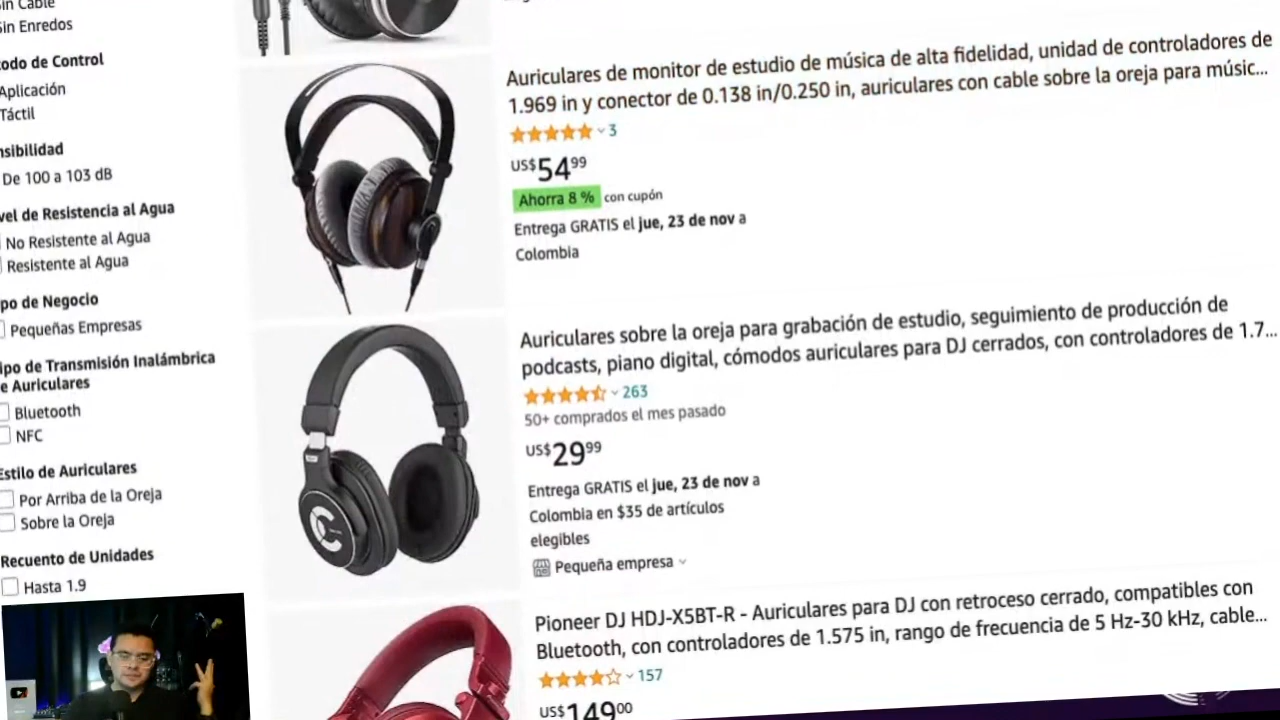 Sin Cable
Sin Enredos
Modo de Control
Aplicación
Táctil
De 100 a 103 dB
No Resistente al Agua
Resistente al Agua
po de Negocio
Pequeñas Empresas
ipo de Transmisión Inalámbrica
e Auriculares
Bluetooth
NFC
Estilo de Auriculares
Por Arriba de la Oreja
Sobre la Oreja
Recuento de Unidades
Hasta 1.9
Auriculares de monitor de estudio de música de alta fidelidad, unidad de controladores de
1.969 in y conector de 0.138 in/0.250 in, auriculares con cable sobre la oreja para músic...
3
US$54.99
Ahorra 8 % con cupón
Entrega GRATIS el jue, 23 de nov a
Colombia
Auriculares sobre la oreja para grabación de estudio, seguimiento de producción de
podcasts, piano digital, cómodos auriculares para DJ cerrados, con controladores de 1.7...
263
50+ comprados el mes pasado
US$29.99
Entrega GRATIS el jue, 23 de nov a
Colombia en $35 de artículos
elegibles
Pequeña empresa
Pioneer DJ HDJ-X5BT-R - Auriculares para DJ con retroceso cerrado, compatibles con
Bluetooth, con controladores de 1.575 in, rango de frecuencia de 5 Hz-30 kHz, cable...
157
US$149.00